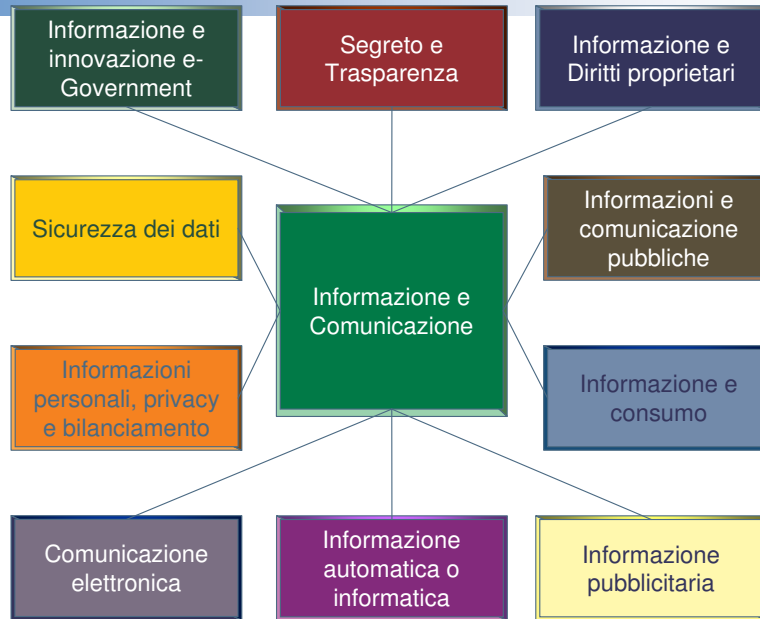 Informazione e
innovazione e-
Government
Segreto e
Trasparenza
Informazione e
Diritti proprietari
Sicurezza dei dati
Informazioni e
comunicazione
pubbliche
Informazione e
Comunicazione
Informazioni
personali, privacy
e bilanciamento
Informazione e
consumo
Comunicazione
elettronica
Informazione
automatica o
informatica
Informazione
pubblicitaria